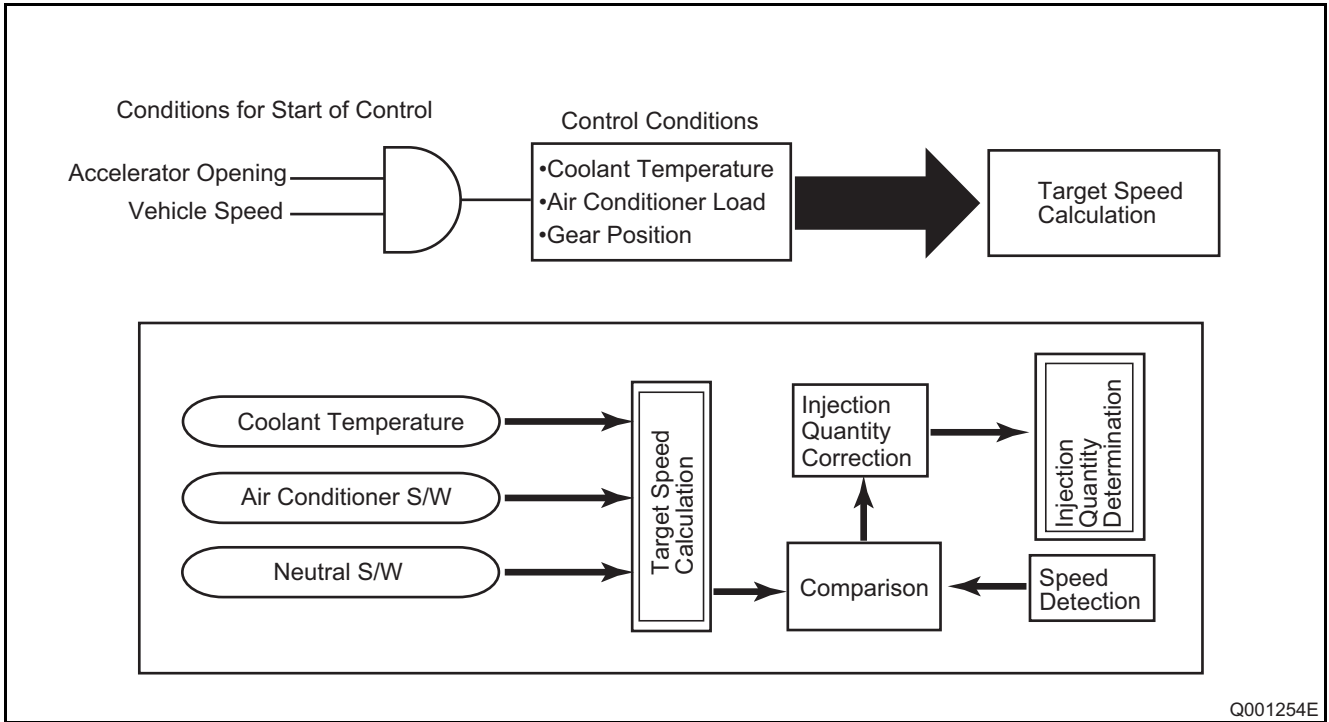 Conditions for Start of Control
Accelerator Opening
Vehicle Speed
Control Conditions
•Coolant Temperature
•Air Conditioner Load
•Gear Position
Target Speed
Calculation
Coolant Temperature
Air Conditioner S/W
Neutral S/W
Target Speed
Calculation
Injection
Quantity
Correction
Injection
Quantity
Determination
Comparison
Speed
Detection
Q001254E